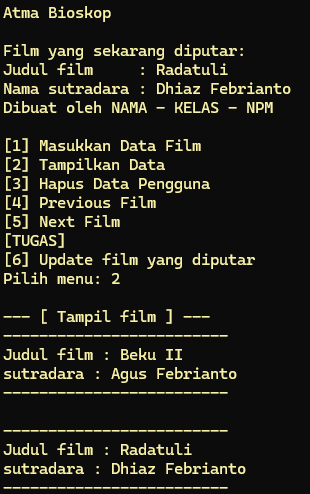 Atma Bioskop
Film yang sekarang diputar:
Judul film     : Radatuli
Nama sutradara : Dhiaz Febrianto
Dibuat oleh NAMA - KELAS - NPM
[1] Masukkan Data Film
[2] Tampilkan Data
[3] Hapus Data Pengguna
[4] Previous Film
[5] Next Film
[TUGAS]
[6] Update film yang diputar
Pilih menu: 2
--- [ Tampil film ] ---
-------------------------
Judul film : Beku II
sutradara : Agus Febrianto
-------------------------
-------------------------
Judul film : Radatuli
sutradara : Dhiaz Febrianto
-------------------------